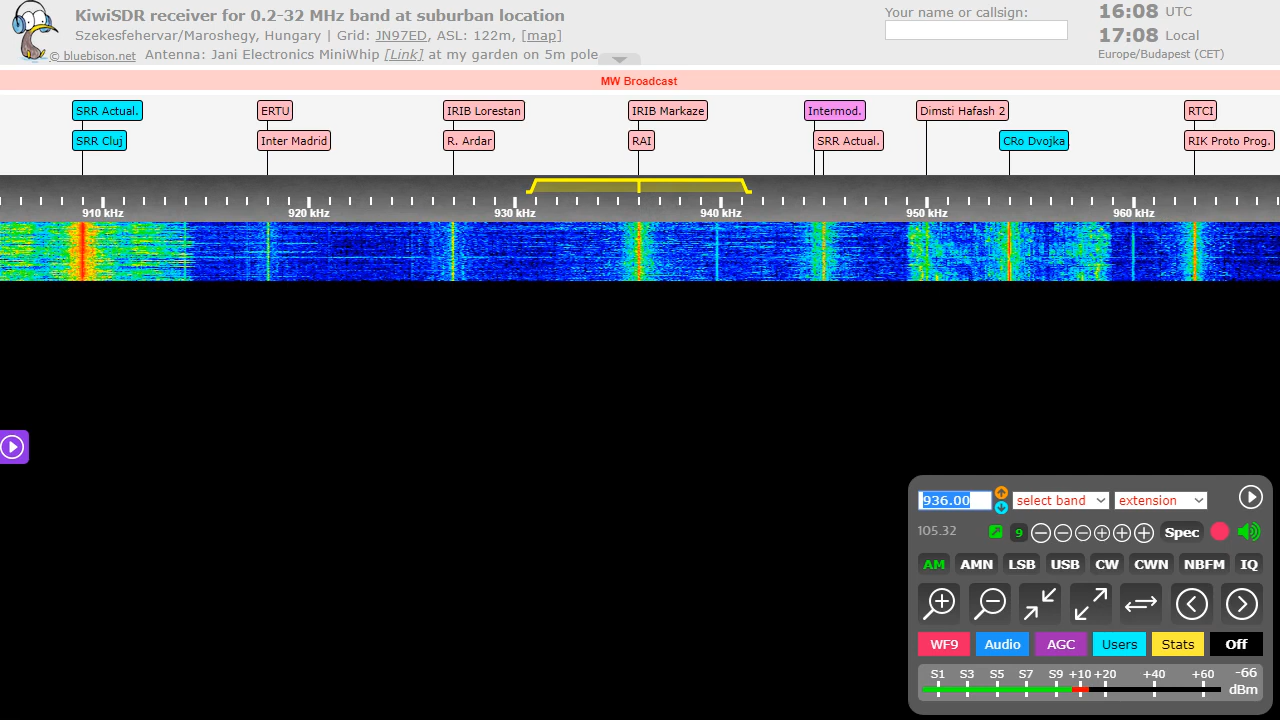 KiwiSDR receiver for 0.2-32 MHz band at suburban location
Szekesfehervar/Maroshegy, Hungary | Grid: JN97ED, ASL: 122m, [map]
© bluebison.net Antenna: Jani Electronics MiniWhip [Link] at my garden on 5m pole
Your name or callsign:
16:08 UTC
17:08 Local
Europe/Budapest (CET)
MW Broadcast
SRR Actual. ERTU IRIB Lorestan IRIB Markaze Intermod. Dimsti Hafash 2 RTCI
SRR Cluj Inter Madrid R. Ardar RAI SRR Actual. CRo Dvojka RIK Proto Prog.
910 kHz 920 kHz 930 kHz 940 kHz 950 kHz 960 kHz
936.00 select band extension
105.32 9 Spec
AM AMN LSB USB CW CWN NBFM IQ
WF9 Audio AGC Users Stats Off
S1 S3 S5 S7 S9 +10 +20 +40 +60 -66
dBm